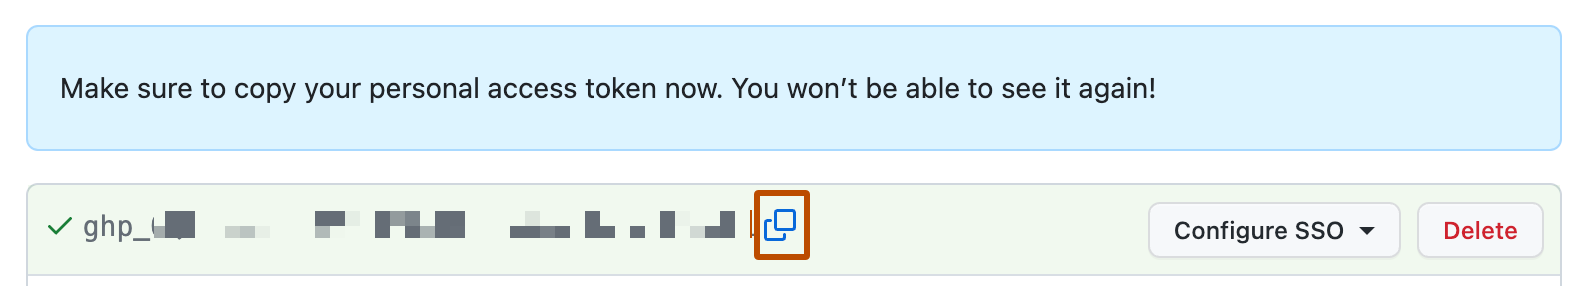 Make sure to copy your personal access token now. You won’t be able to see it again!
ghp_
Configure SSO
Delete